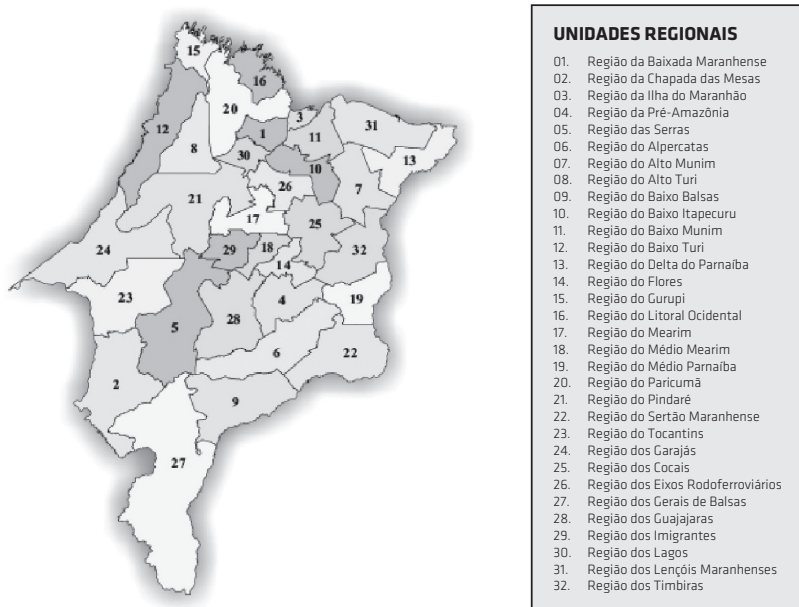 15
16
20
12
3
31
1
11
8
30
13
10
26
7
21
17
25
24
29
18
32
14
23
19
4
28
5
6
22
2
9
27
UNIDADES REGIONAIS
01. Região da Baixada Maranhense
02. Região da Chapada das Mesas
03. Região da Ilha do Maranhão
04. Região da Pré-Amazônia
05. Região das Serras
06. Região do Alpercatas
07. Região do Alto Munim
08. Região do Alto Turi
09. Região do Baixo Balsas
10. Região do Baixo Itapecuru
11. Região do Baixo Munim
12. Região do Baixo Turi
13. Região do Delta do Parnaíba
14. Região do Flores
15. Região do Gurupi
16. Região do Litoral Ocidental
17. Região do Mearim
18. Região do Médio Mearim
19. Região do Médio Parnaíba
20. Região do Paricumã
21. Região do Pindaré
22. Região do Sertão Maranhense
23. Região do Tocantins
24. Região dos Garajás
25. Região dos Cocais
26. Região dos Eixos Rodoferroviários
27. Região dos Gerais de Balsas
28. Região dos Guajajaras
29. Região dos Imigrantes
30. Região dos Lagos
31. Região dos Lençóis Maranhenses
32. Região dos Timbiras